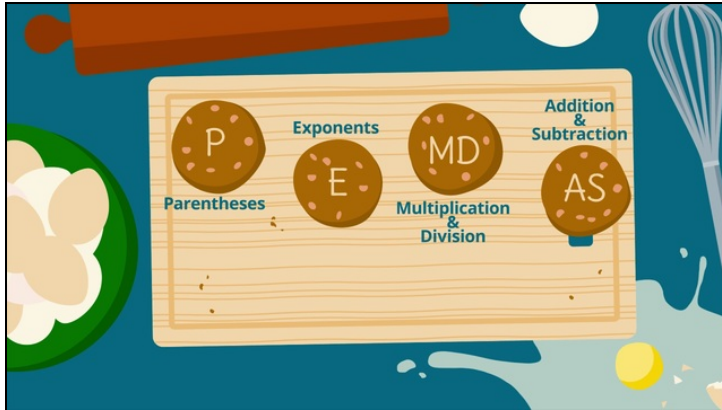 P
Parentheses
Exponents
E
MD
Multiplication
&
Division
Addition
&
Subtraction
AS